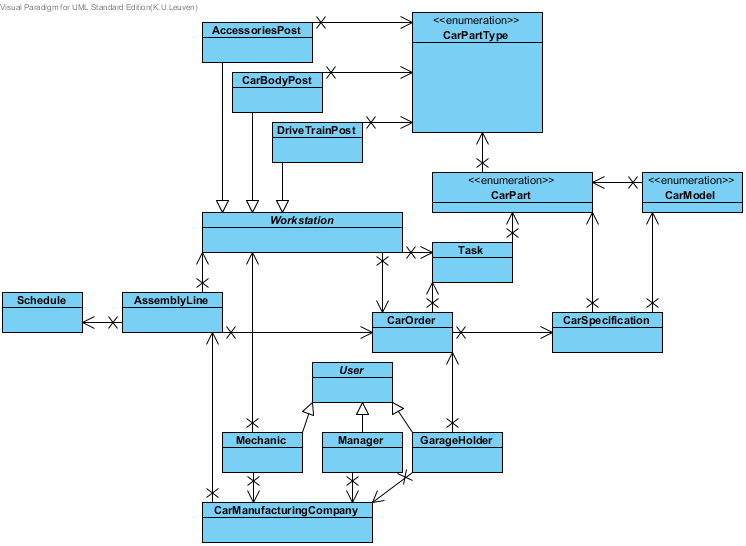 Visual Paradigm for UML Standard Edition(K.U.Leuven)
AccessoriesPost
<<enumeration>>
CarPartType
CarBodyPost
DriveTrainPost
<<enumeration>>
CarPart
<<enumeration>>
CarModel
Workstation
Task
Schedule
AssemblyLine
CarOrder
CarSpecification
User
Mechanic
Manager
GarageHolder
CarManufacturingCompany